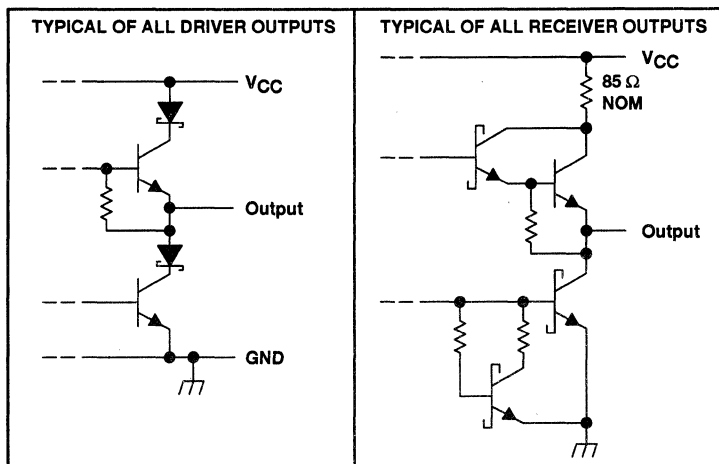 TYPICAL OF ALL DRIVER OUTPUTS
VCC
Output
GND
TYPICAL OF ALL RECEIVER OUTPUTS
VCC
85 Ω
NOM
Output